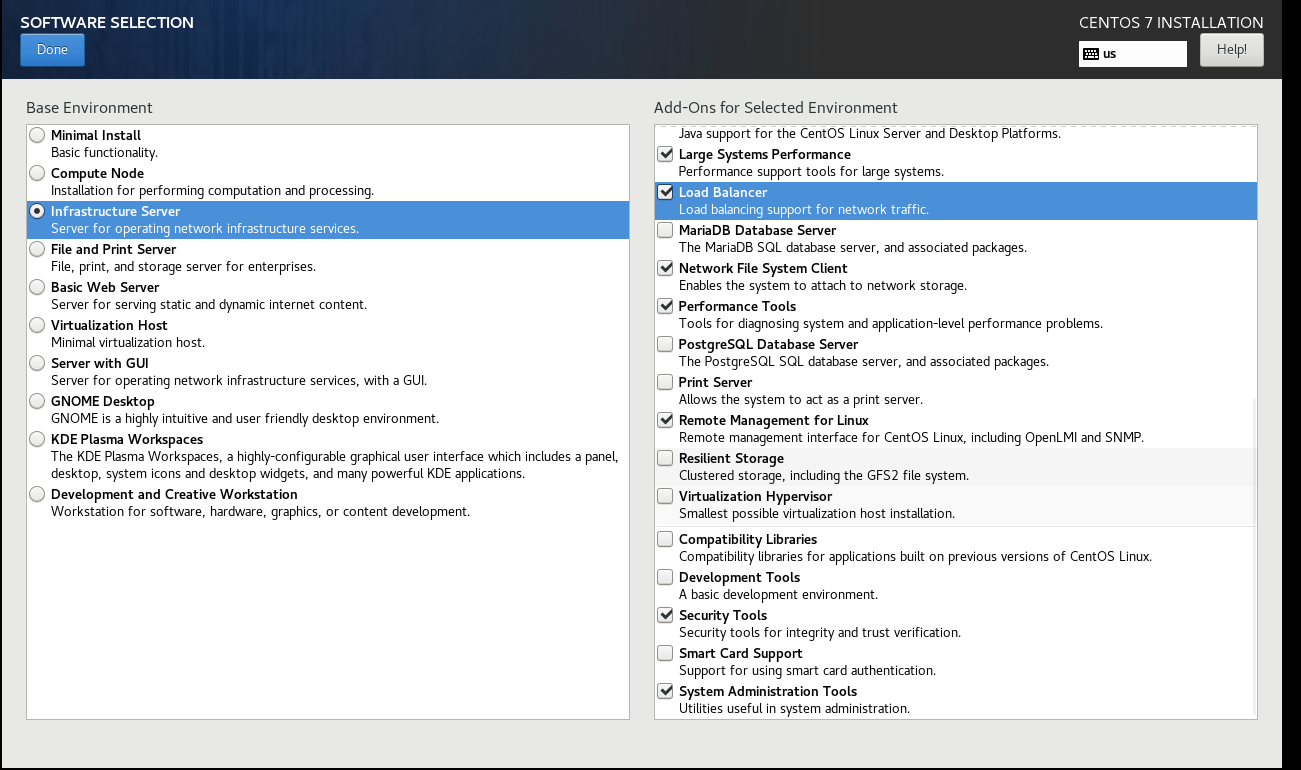 SOFTWARE SELECTION
CENTOS 7 INSTALLATION
Done
us
Help!
Base Environment
Minimal Install
Basic functionality.
Compute Node
Installation for performing computation and processing.
Infrastructure Server
Server for operating network infrastructure services.
File and Print Server
File, print, and storage server for enterprises.
Basic Web Server
Server for serving static and dynamic internet content.
Virtualization Host
Minimal virtualization host.
Server with GUI
Server for operating network infrastructure services, with a GUI.
GNOME Desktop
GNOME is a highly intuitive and user friendly desktop environment.
KDE Plasma Workspaces
The KDE Plasma Workspaces, a highly-configurable graphical user interface which includes a panel,
desktop, system icons and desktop widgets, and many powerful KDE applications.
Development and Creative Workstation
Workstation for software, hardware, graphics, or content development.
Add-Ons for Selected Environment
Java support for the CentOS Linux Server and Desktop Platforms.
Large Systems Performance
Performance support tools for large systems.
Load Balancer
Load balancing support for network traffic.
MariaDB Database Server
The MariaDB SQL database server, and associated packages.
Network File System Client
Enables the system to attach to network storage.
Performance Tools
Tools for diagnosing system and application-level performance problems.
PostgreSQL Database Server
The PostgreSQL SQL database server, and associated packages.
Print Server
Allows the system to act as a print server.
Remote Management for Linux
Remote management interface for CentOS Linux, including OpenLMI and SNMP.
Resilient Storage
Clustered storage, including the GFS2 file system.
Virtualization Hypervisor
Smallest possible virtualization host installation.
Compatibility Libraries
Compatibility libraries for applications built on previous versions of CentOS Linux.
Development Tools
A basic development environment.
Security Tools
Security tools for integrity and trust verification.
Smart Card Support
Support for using smart card authentication.
System Administration Tools
Utilities useful in system administration.